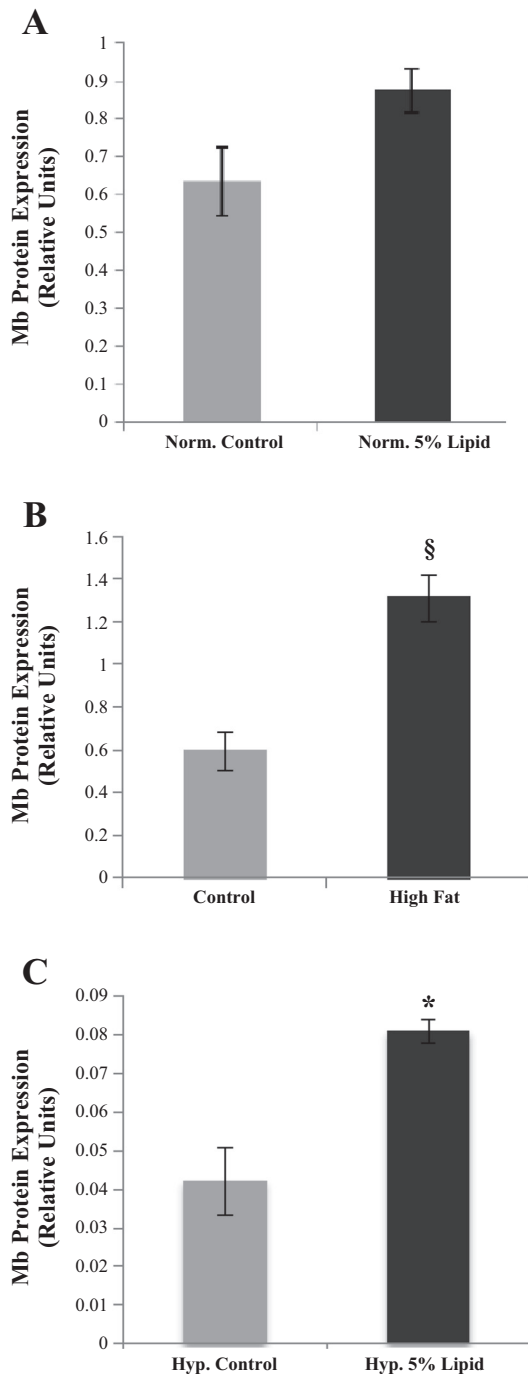 A
Mb Protein Expression
(Relative Units)
1
0.9
0.8
0.7
0.6
0.5
0.4
0.3
0.2
0.1
0
Norm. Control
Norm. 5% Lipid
B
Mb Protein Expression
(Relative Units)
1.6
1.4
1.2
1
0.8
0.6
0.4
0.2
0
§
Control
High Fat
C
Mb Protein Expression
(Relative Units)
0.09
0.08
0.07
0.06
0.05
0.04
0.03
0.02
0.01
0
*
Hyp. Control
Hyp. 5% Lipid